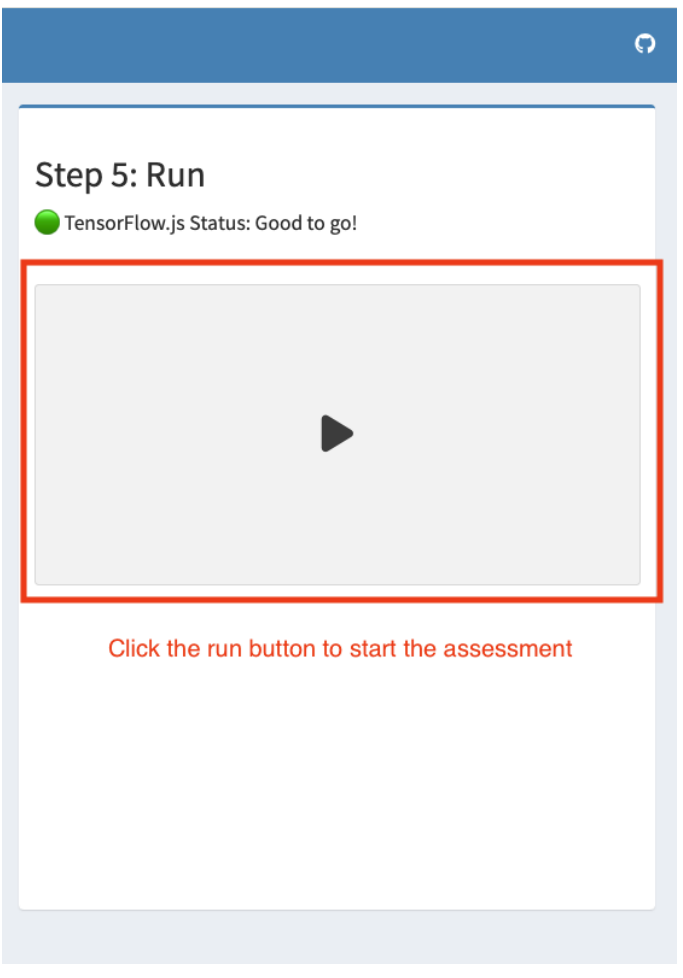 Step 5: Run
TensorFlow.js Status: Good to go!
Click the run button to start the assessment